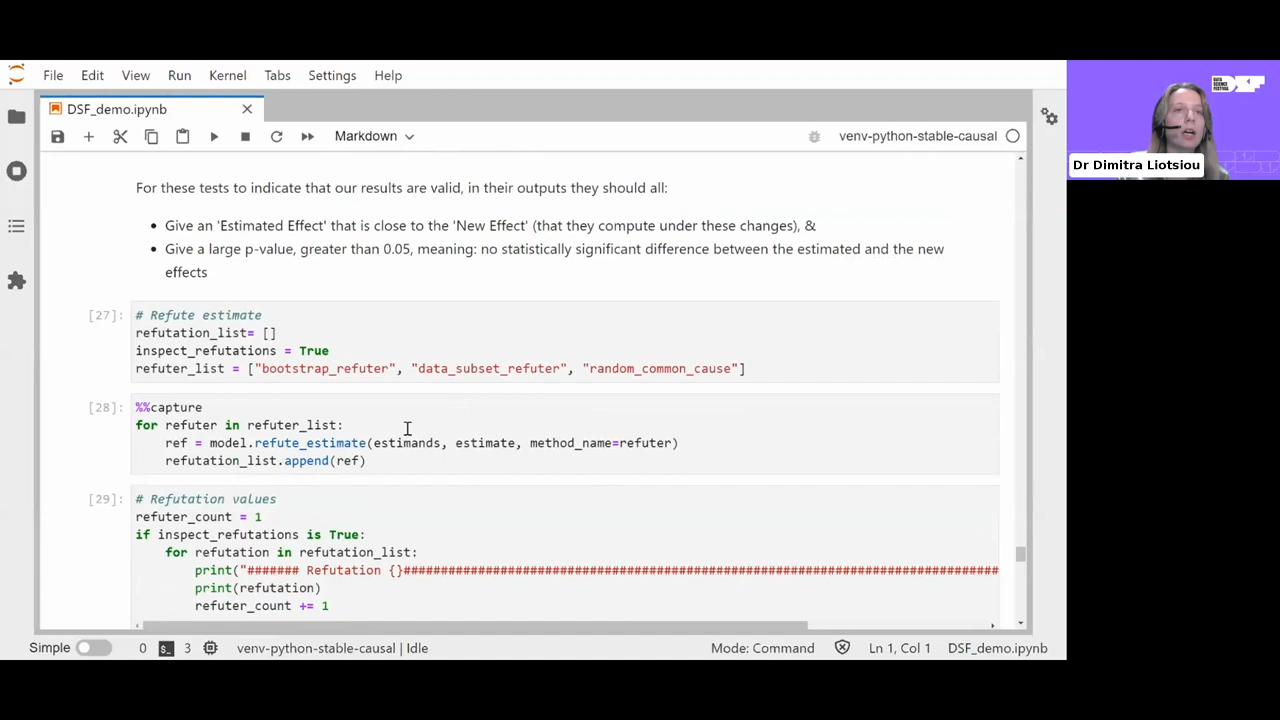 File Edit View Run Kernel Tabs Settings Help
DATA SCIENCE FESTIVAL
DSF
DSF_demo.ipynb
Markdown
venv-python-stable-causal
Dr Dimitra Liotsiou
For these tests to indicate that our results are valid, in their outputs they should all:
• Give an 'Estimated Effect' that is close to the 'New Effect' (that they compute under these changes), &
• Give a large p-value, greater than 0.05, meaning: no statistically significant difference between the estimated and the new
effects
[27]: # Refute estimate
refutation_list= []
inspect_refutations = True
refuter_list = ["bootstrap_refuter", "data_subset_refuter", "random_common_cause"]
[28]: %%capture
for refuter in refuter_list:
ref = model.refute_estimate(estimands, estimate, method_name=refuter)
refutation_list.append(ref)
[29]: # Refutation values
refuter_count = 1
if inspect_refutations is True:
for refutation in refutation_list:
print("####### Refutation {}################################################################################
print(refutation)
refuter_count += 1
Simple 0 3 venv-python-stable-causal | Idle Mode: Command Ln 1, Col 1 DSF_demo.ipynb